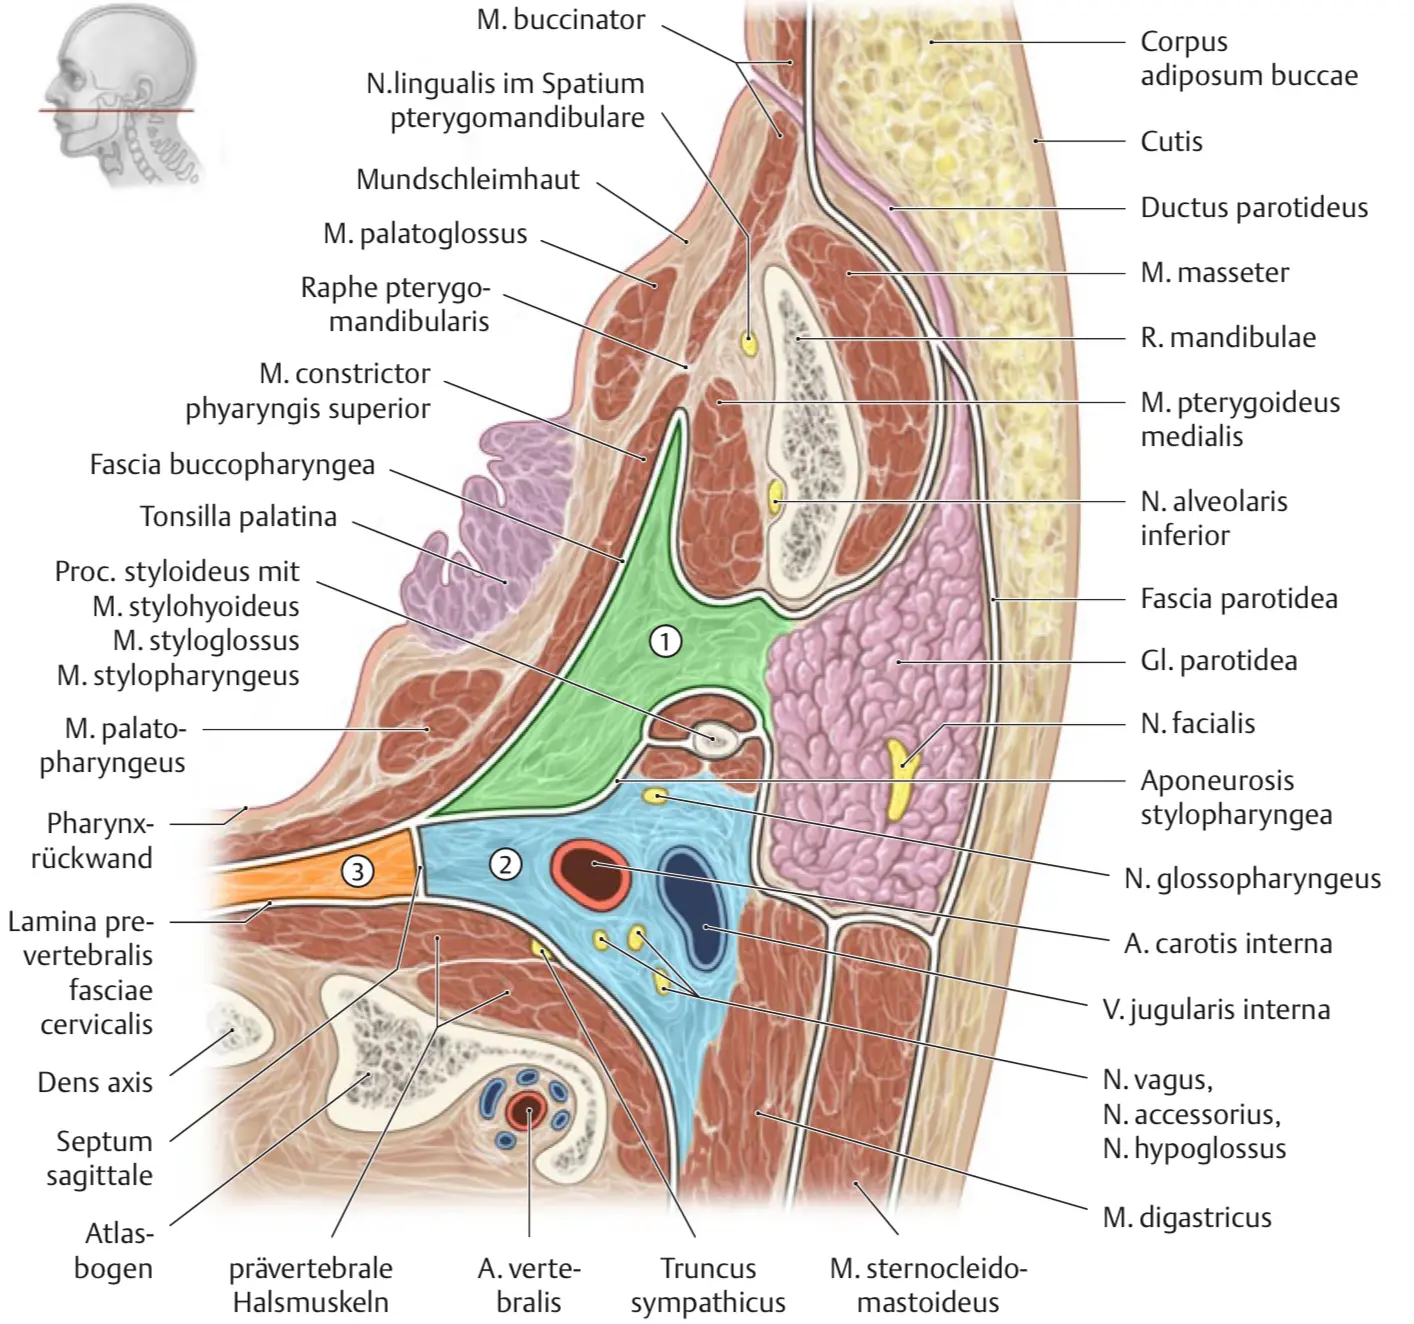 M. buccinator
N.lingualis im Spatium
pterygomandibulare
Mundschleimhaut
M. palatoglossus
Raphe pterygo-
mandibularis
M. constrictor
phyaryngis superior
Fascia buccopharyngea
Tonsilla palatina
Proc. styloideus mit
M. stylohyoideus
M. styloglossus
M. stylopharyngeus
M. palato-
pharyngeus
Pharynx-
rückwand
Lamina pre-
vertebralis
fasciae
cervicalis
Dens axis
Septum
sagittale
Atlas-
bogen
prävertebrale
Halsmuskeln
A. verte-
bralis
Truncus
sympathicus
M. sternocleido-
mastoideus
Corpus
adiposum buccae
Cutis
Ductus parotideus
M. masseter
R. mandibulae
M. pterygoideus
medialis
N. alveolaris
inferior
Fascia parotidea
Gl. parotidea
N. facialis
Aponeurosis
stylopharyngea
N. glossopharyngeus
A. carotis interna
V. jugularis interna
N. vagus,
N. accessorius,
N. hypoglossus
M. digastricus
1
2
3